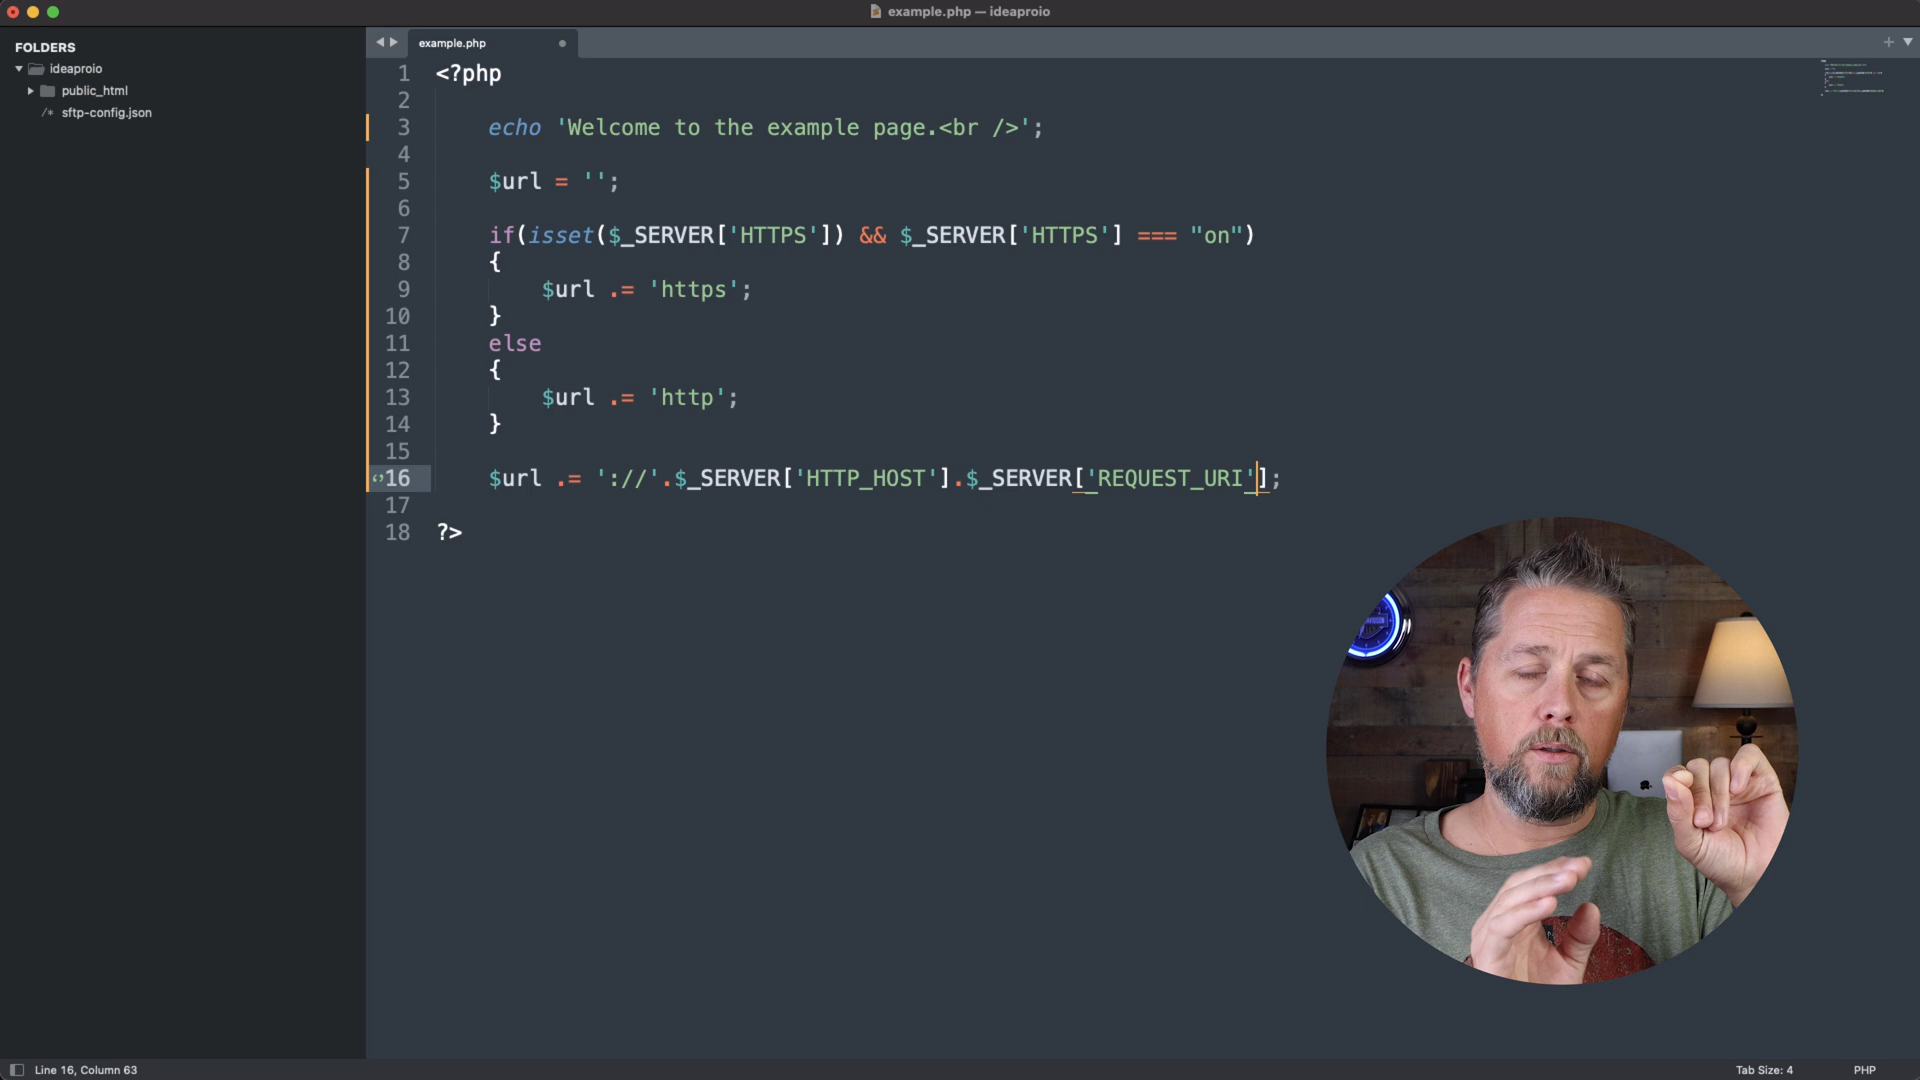 example.php — ideaproio
FOLDERS
ideaproio
public_html
/* sftp-config.json
example.php
1 <?php
2
3 echo 'Welcome to the example page.<br />';
4
5 $url = '';
6
7 if(isset($_SERVER['HTTPS']) && $_SERVER['HTTPS'] === "on")
8 {
9 $url .= 'https';
10 }
11 else
12 {
13 $url .= 'http';
14 }
15
16 $url .= '://'.$_SERVER['HTTP_HOST'].$_SERVER['REQUEST_URI'];
17
18 ?>
Line 16, Column 63
Tab Size: 4
PHP